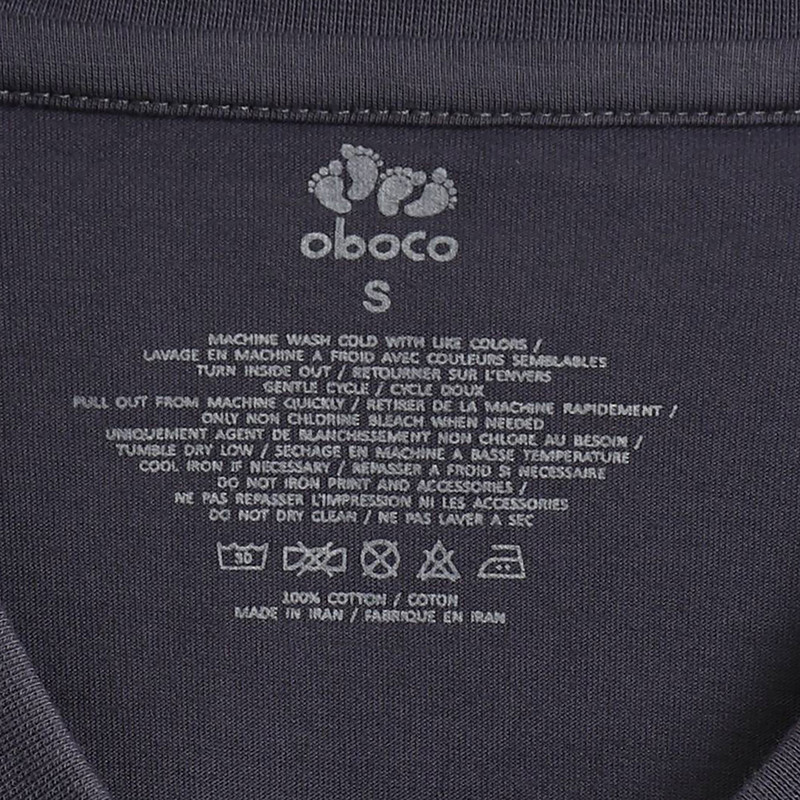 oboco
S
MACHINE WASH COLD WITH LIKE COLORS /
LAVAGE EN MACHINE A FROID AVEC COULEURS SEMBLABLES
TURN INSIDE OUT / RETOURNER SUR L'ENVERS
GENTLE CYCLE / CYCLE DOUX
PULL OUT FROM MACHINE QUICKLY / RETIRER DE LA MACHINE RAPIDEMENT /
ONLY NON CHLORINE BLEACH WHEN NEEDED
UNIQUEMENT AGENT DE BLANCHISSEMENT NON CHLORE AU BESOIN /
TUMBLE DRY LOW / SECHAGE EN MACHINE A BASSE TEMPERATURE
COOL IRON IF NECESSARY / REPASSER A FROID SI NECESSAIRE
DO NOT IRON PRINT AND ACCESSORIES /
NE PAS REPASSER L'IMPRESSION NI LES ACCESSORIES
DO NOT DRY CLEAN / NE PAS LAVER A SEC
30
100% COTTON / COTON
MADE IN IRAN / FABRIQUE EN IRAN